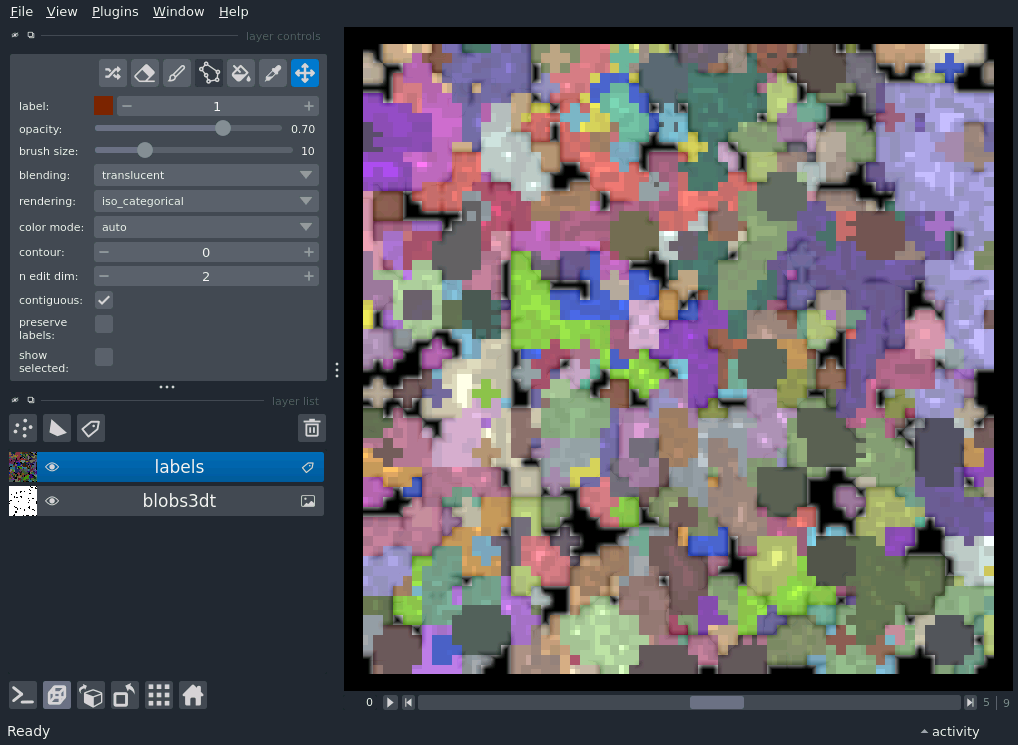 File View Plugins Window Help
layer controls
label: 1
opacity: 0.70
brush size: 10
blending: translucent
rendering: iso_categorical
color mode: auto
contour: 0
n edit dim: 2
contiguous:
preserve
labels:
show
selected:
layer list
labels
blobs3dt
0 5 9
Ready activity